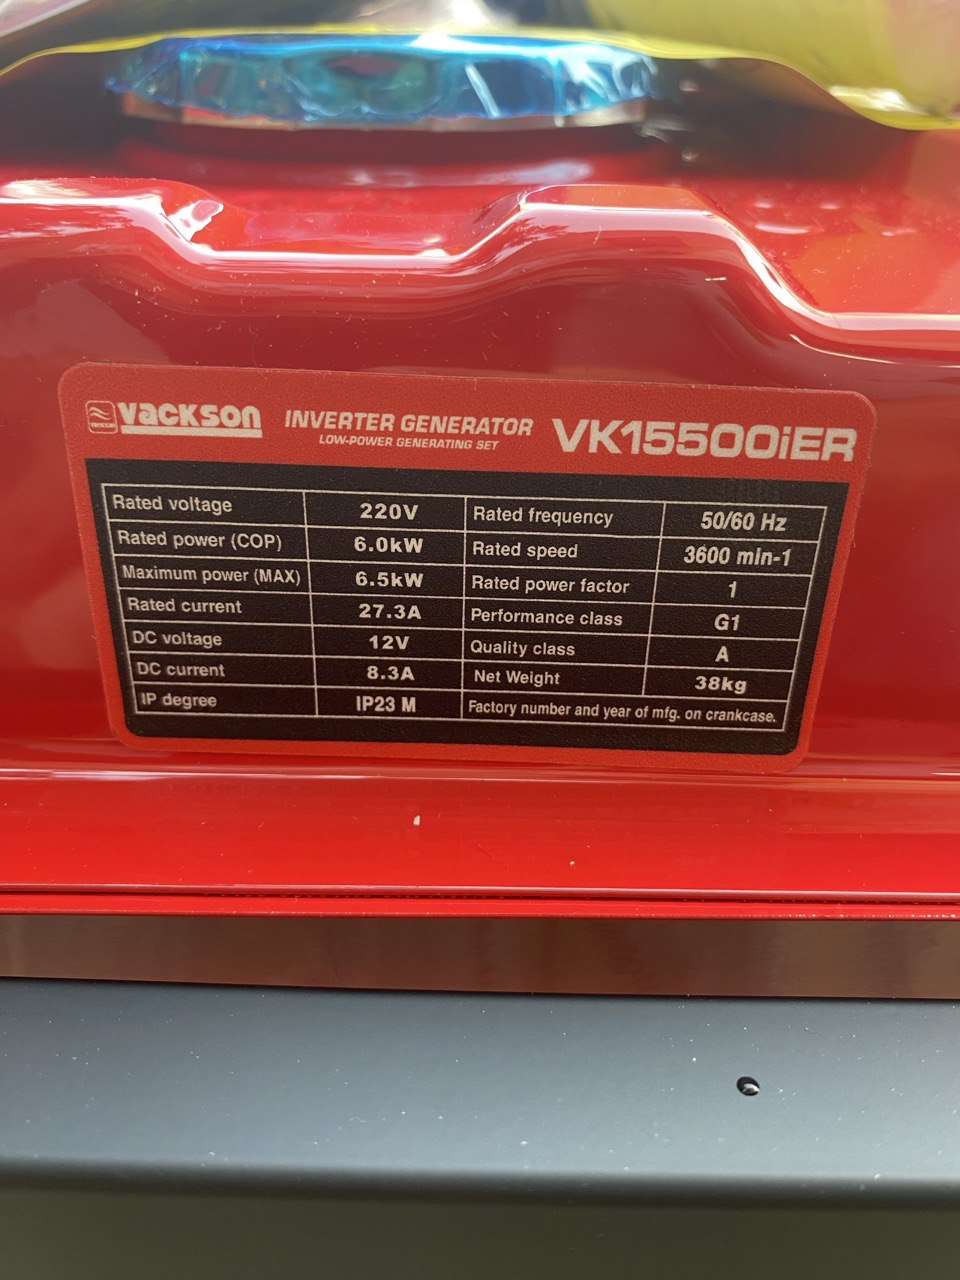 VACKSON INVERTER GENERATOR VK15500iER
LOW-POWER GENERATING SET
Rated voltage 220V Rated frequency 50/60 Hz
Rated power (COP) 6.0kW Rated speed 3600 min-1
Maximum power (MAX) 6.5kW Rated power factor 1
Rated current 27.3A Performance class G1
DC voltage 12V Quality class A
DC current 8.3A Net Weight 38kg
IP degree IP23 M Factory number and year of mfg. on crankcase.